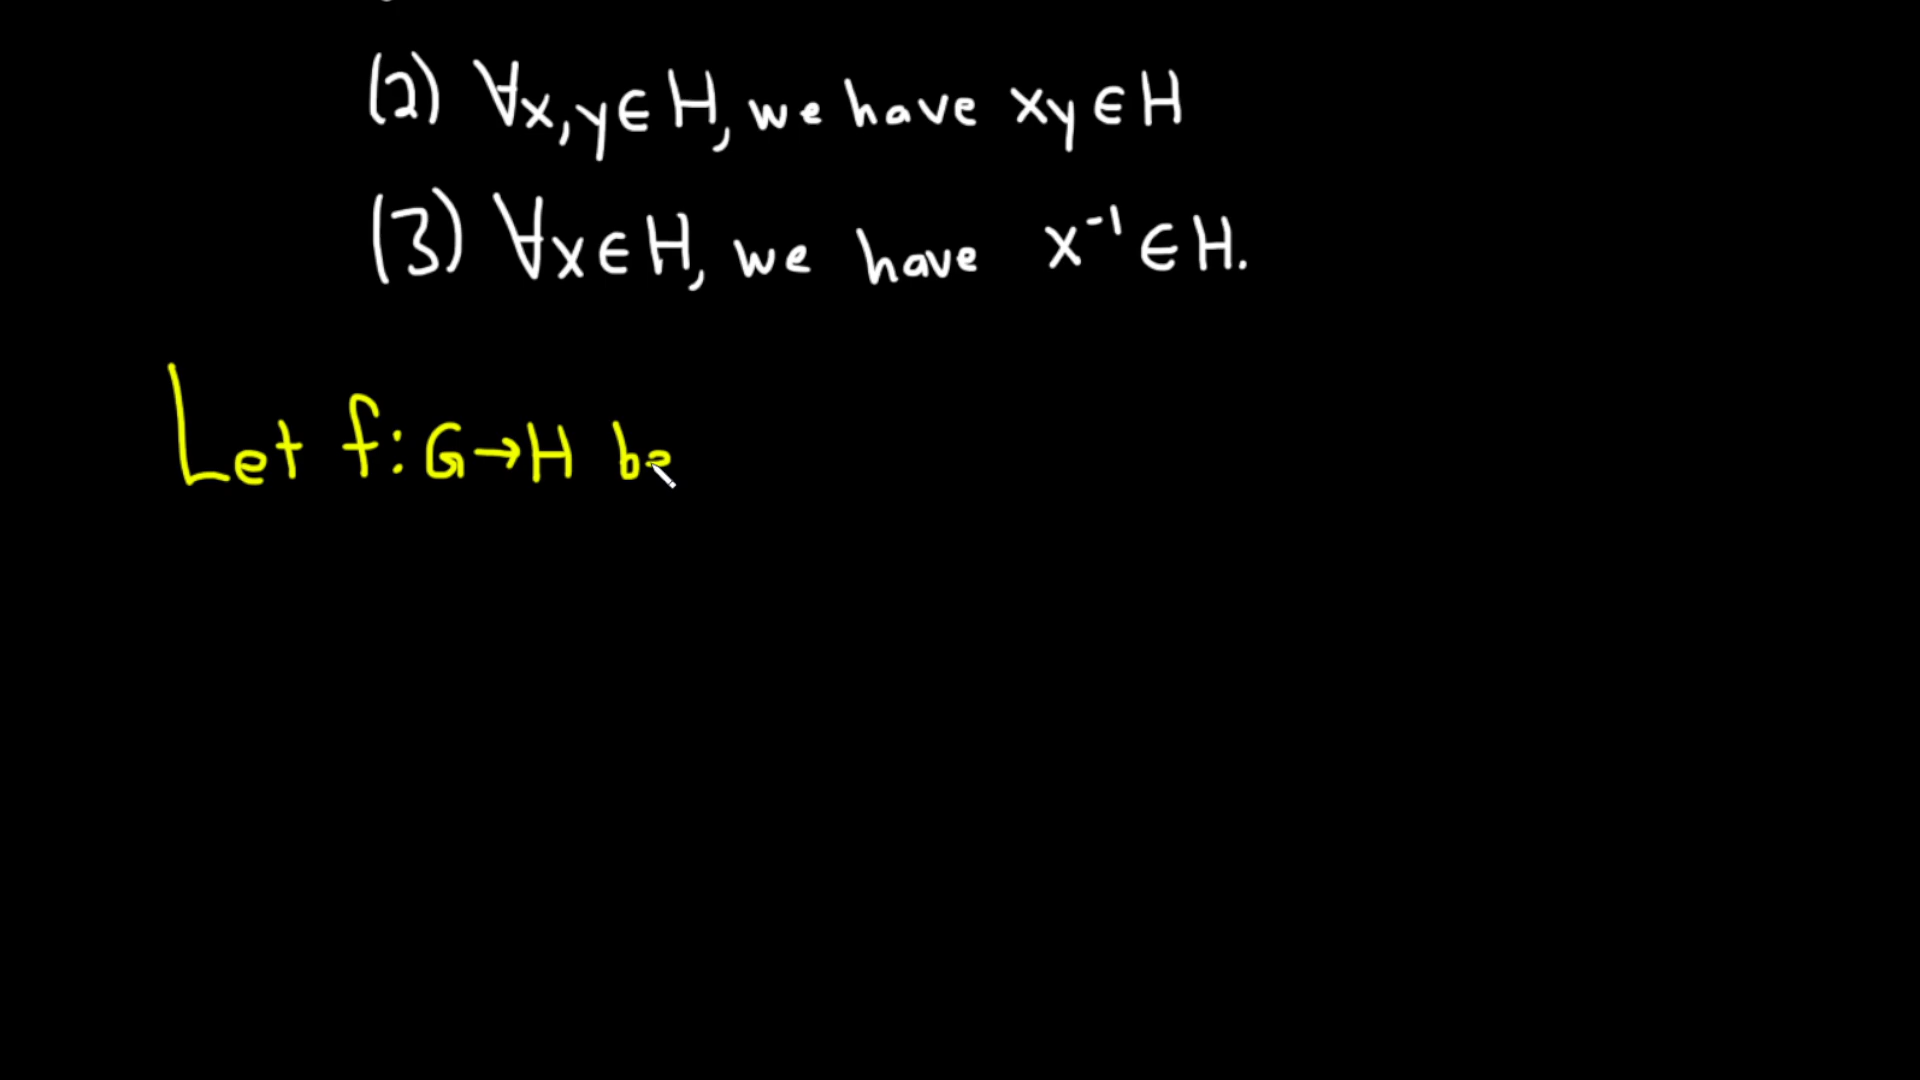 (2) ∀x,y∈H, we have xy∈H
(3) ∀x∈H, we have x⁻¹∈H.
Let f:G→H be